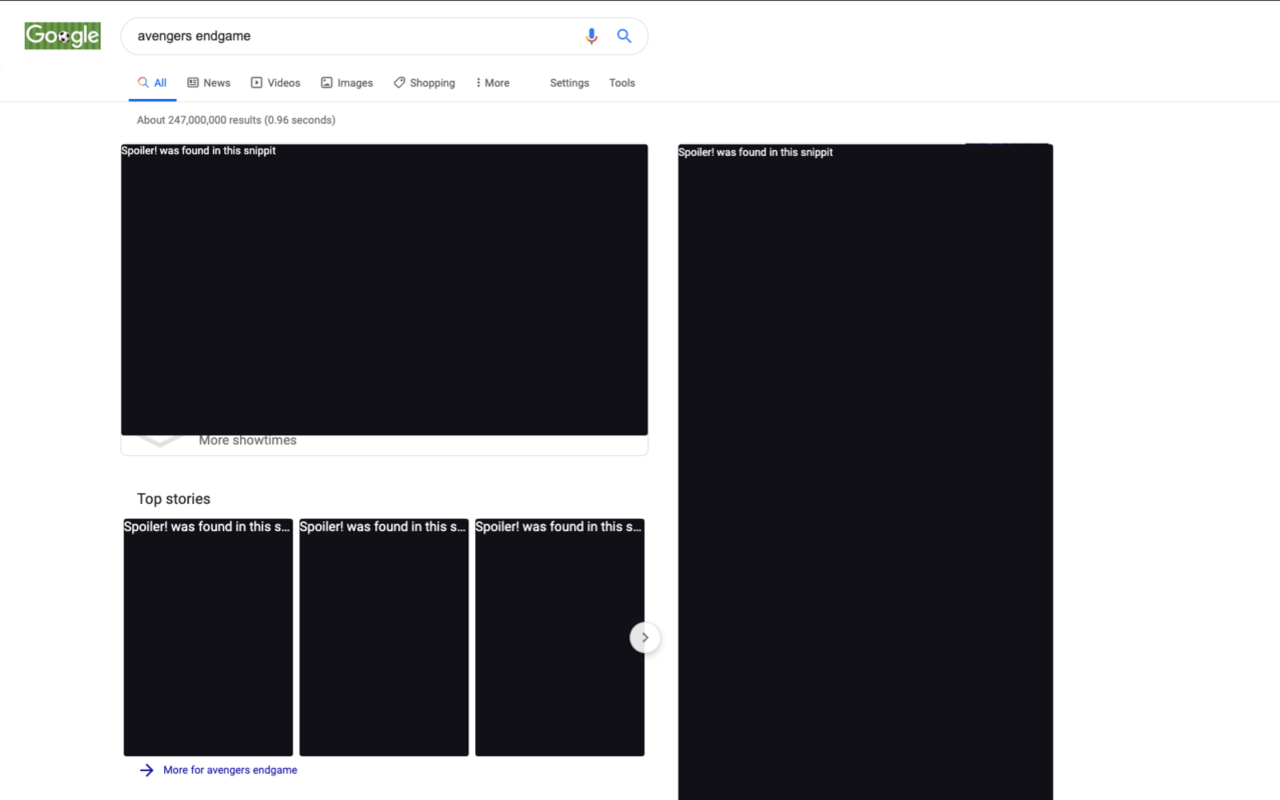 Google
avengers endgame
All News Videos Images Shopping More Settings Tools
About 247,000,000 results (0.96 seconds)
Spoiler! was found in this snippit
Spoiler! was found in this snippit
More showtimes
Top stories
Spoiler! was found in this s...
Spoiler! was found in this s...
Spoiler! was found in this s...
More for avengers endgame